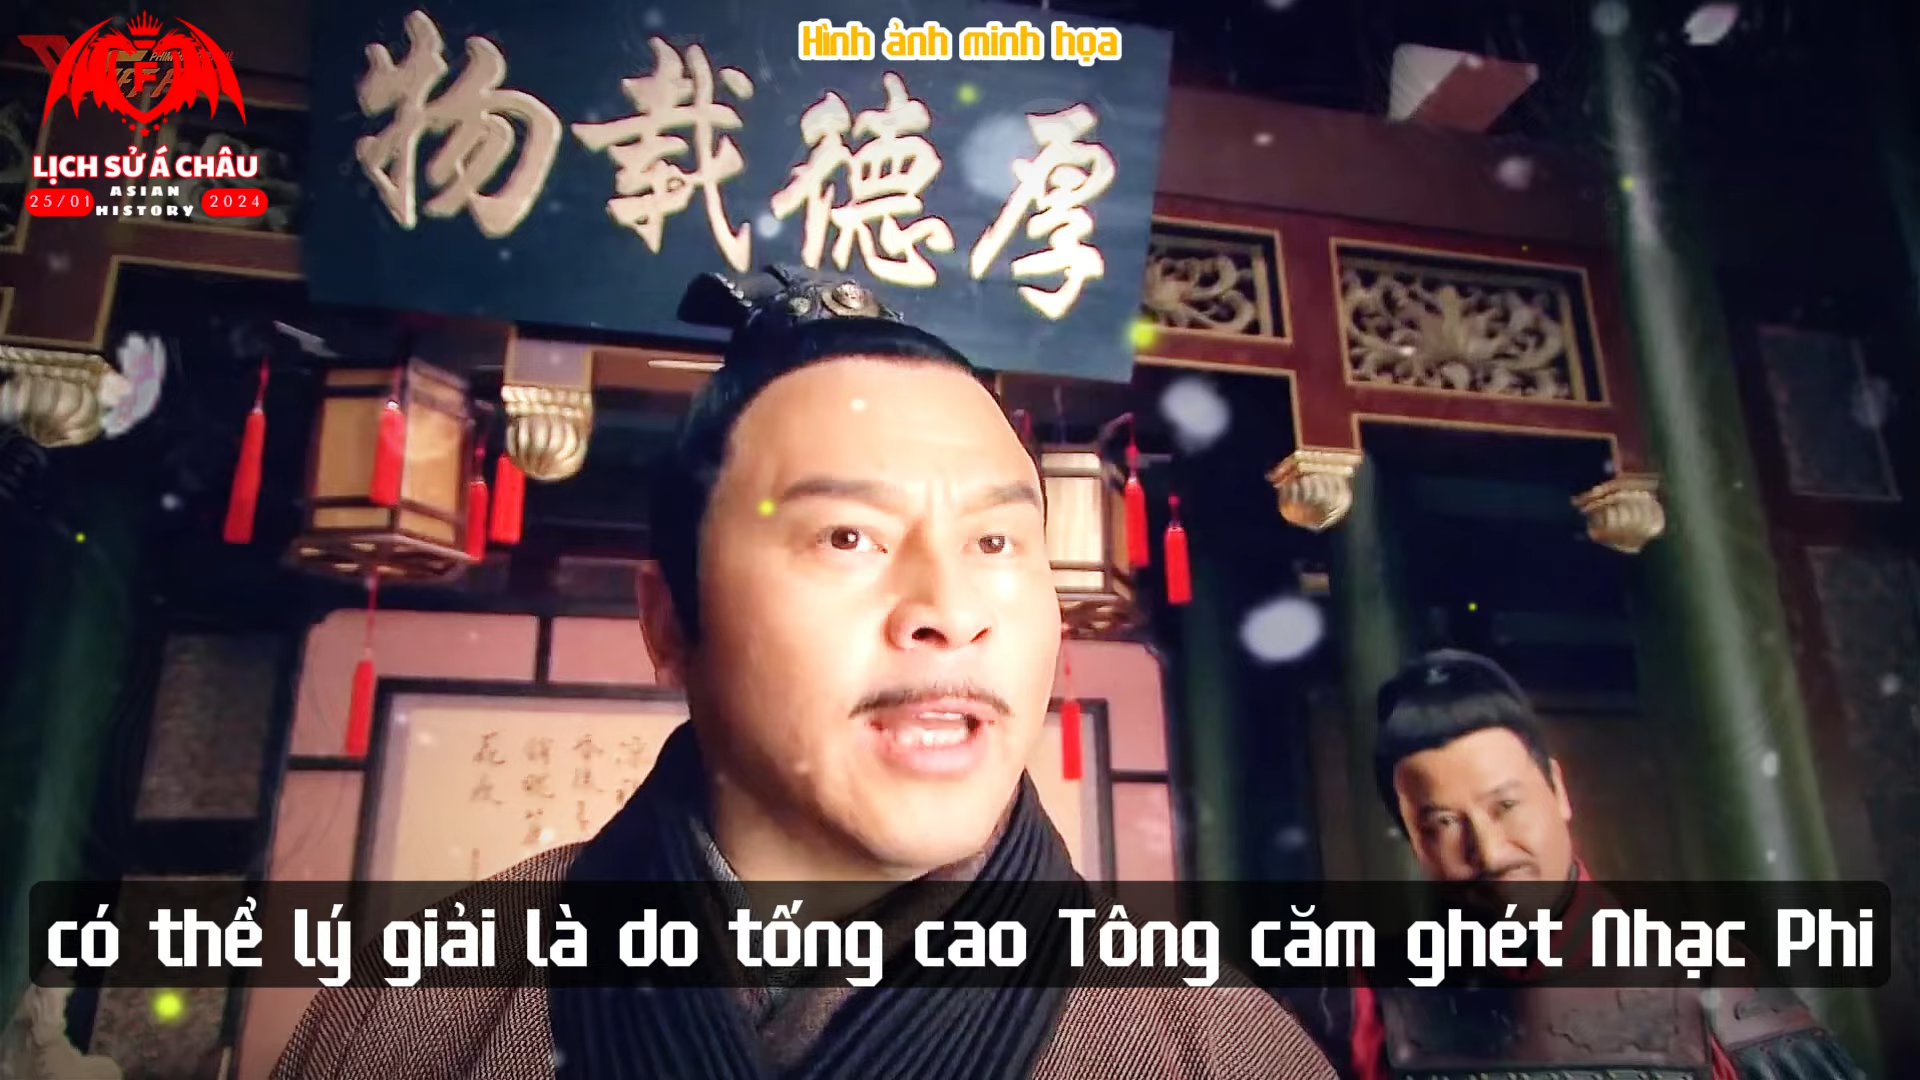 Hình ảnh minh họa
厚德载物
LỊCH SỬ Á CHÂU
ASIAN
25/01 HISTORY 2024
có thể lý giải là do tống cao Tông căm ghét Nhạc Phi